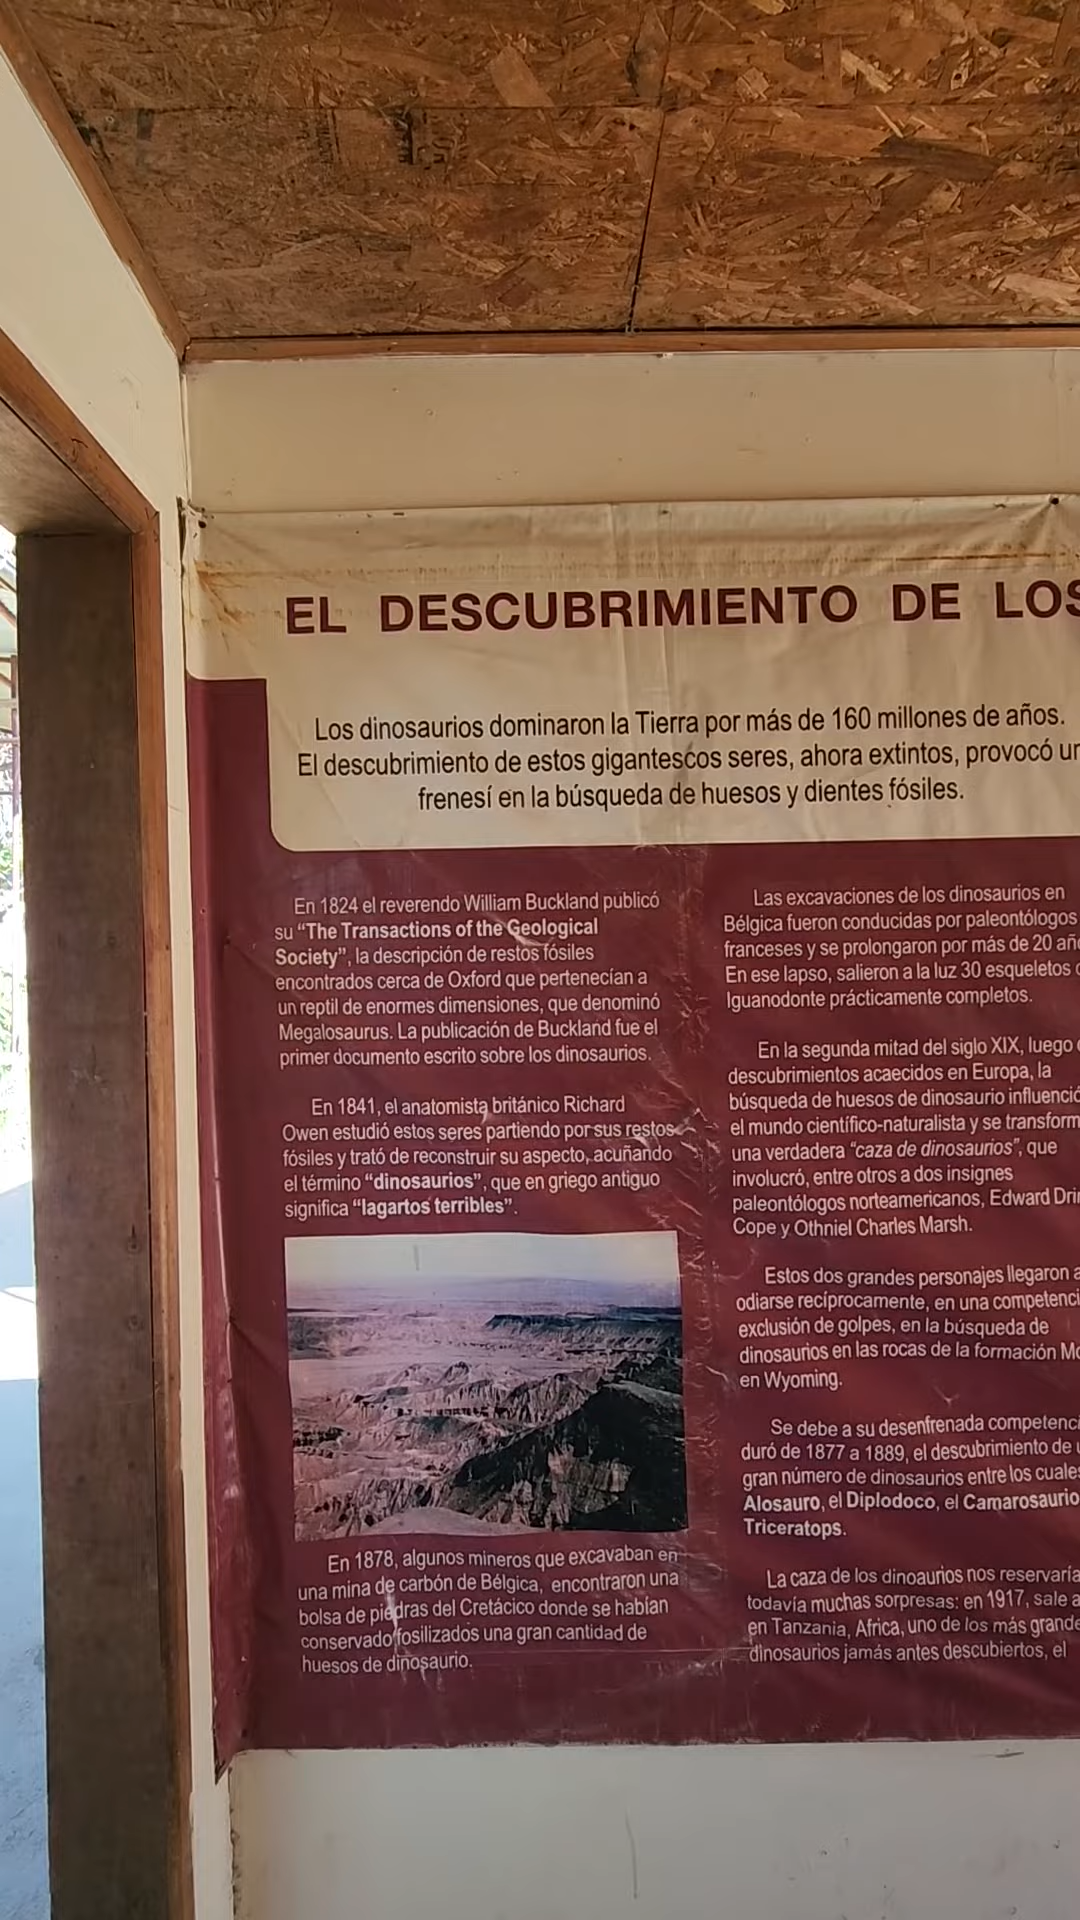 EL DESCUBRIMIENTO DE LOS
Los dinosaurios dominaron la Tierra por más de 160 millones de años.
El descubrimiento de estos gigantescos seres, ahora extintos, provocó un
frenesí en la búsqueda de huesos y dientes fósiles.
En 1824 el reverendo William Buckland publicó
su “The Transactions of the Geological
Society”, la descripción de restos fósiles
encontrados cerca de Oxford que pertenecían a
un reptil de enormes dimensiones, que denominó
Megalosaurus. La publicación de Buckland fue el
primer documento escrito sobre los dinosaurios.
En 1841, el anatomista británico Richard
Owen estudió estos seres partiendo por sus restos
fósiles y trató de reconstruir su aspecto, acuñando
el término “dinosaurios”, que en griego antiguo
significa “lagartos terribles”.
En 1878, algunos mineros que excavaban en
una mina de carbón de Bélgica, encontraron una
bolsa de piedras del Cretácico donde se habían
conservado fosilizados una gran cantidad de
huesos de dinosaurio.
Las excavaciones de los dinosaurios en
Bélgica fueron conducidas por paleontólogos
franceses y se prolongaron por más de 20
En ese lapso, salieron a la luz 30 esqueletos
Iguanodonte prácticamente completos.
En la segunda mitad del siglo XIX, luego
descubrimientos acaecidos en Europa, la
búsqueda de huesos de dinosaurio influenció
el mundo científico-naturalista y se transform
una verdadera “caza de dinosaurios”, que
involucró, entre otros a dos insignes
paleontólogos norteamericanos, Edward Dri
Cope y Othniel Charles Marsh.
Estos dos grandes personajes llegaron a
odiarse recíprocamente, en una competenci
exclusión de golpes, en la búsqueda de
dinosaurios en las rocas de la formación Mo
en Wyoming.
Se debe a su desenfrenada competenci
duró de 1877 a 1889, el descubrimiento de
gran número de dinosaurios entre los cuale
Alosauro, el Diplodoco, el Camarosaurio
Triceratops.
La caza de los dinoaurios nos reservaría
todavía muchas sorpresas: en 1917, sale a
en Tanzania, Africa, uno de los más grande
dinosaurios jamás antes descubiertos, el